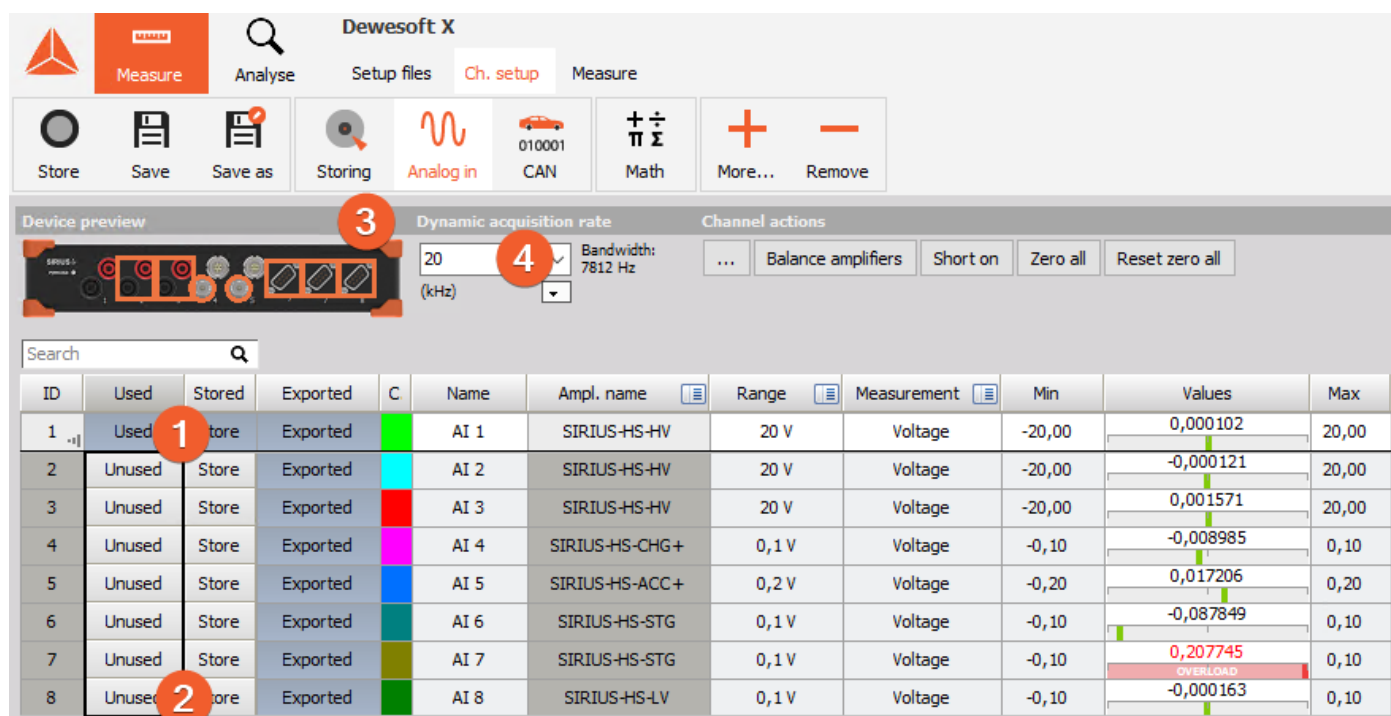 Dewesoft X
Measure Analyse Setup files Ch. setup Measure
010001
Store Save Save as Storing Analog in CAN Math More... Remove
Device preview 3 Dynamic acquisition rate Channel actions
20 4 Bandwidth: 7812 Hz ... Balance amplifiers Short on Zero all Reset zero all
(kHz)
Search
ID Used Stored Exported C. Name Ampl. name Range Measurement Min Values Max
1 Used 1 tore Exported AI 1 SIRIUS-HS-HV 20 V Voltage -20,00 0,000102 20,00
2 Unused Store Exported AI 2 SIRIUS-HS-HV 20 V Voltage -20,00 -0,000121 20,00
3 Unused Store Exported AI 3 SIRIUS-HS-HV 20 V Voltage -20,00 0,001571 20,00
4 Unused Store Exported AI 4 SIRIUS-HS-CHG+ 0,1 V Voltage -0,10 -0,008985 0,10
5 Unused Store Exported AI 5 SIRIUS-HS-ACC+ 0,2 V Voltage -0,20 0,017206 0,20
6 Unused Store Exported AI 6 SIRIUS-HS-STG 0,1 V Voltage -0,10 -0,087849 0,10
7 Unused Store Exported AI 7 SIRIUS-HS-STG 0,1 V Voltage -0,10 0,207745 0,10
OVERLOAD
8 Unused 2 ore Exported AI 8 SIRIUS-HS-LV 0,1 V Voltage -0,10 -0,000163 0,10